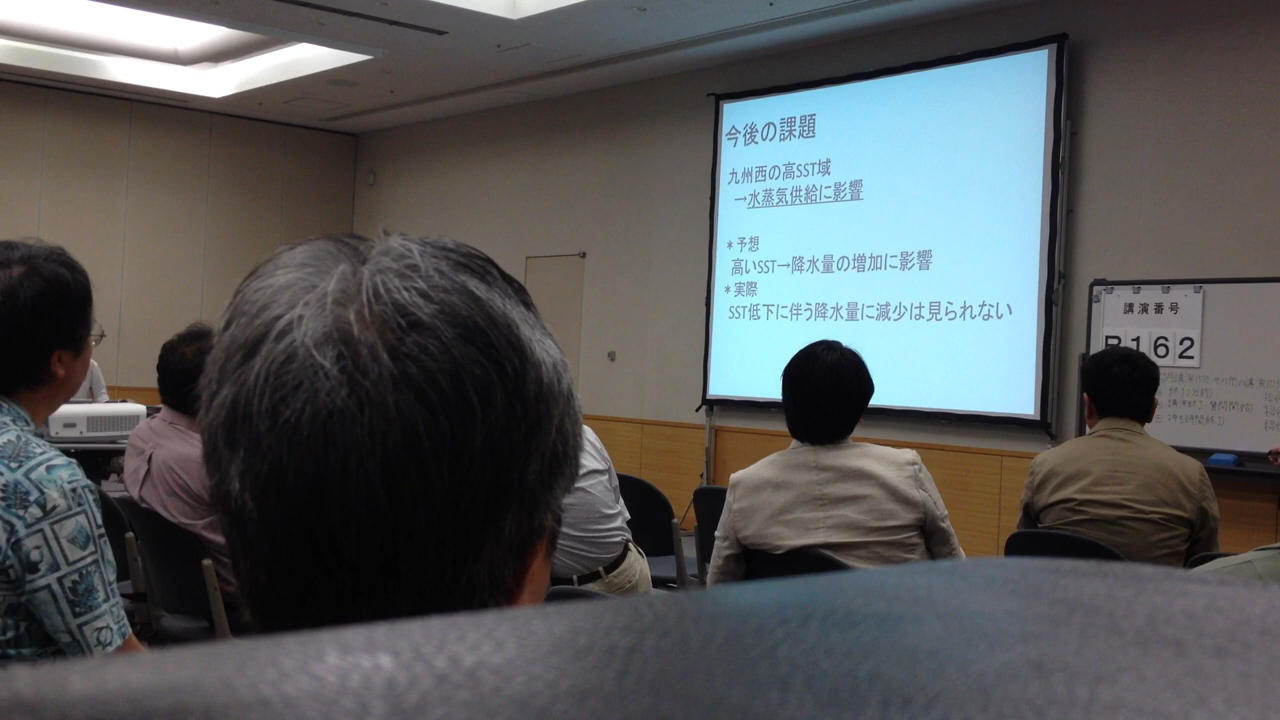 今後の課題
九州西の高SST域
→水蒸気供給に影響
＊予想
高いSST→降水量の増加に影響
＊実際
SST低下に伴う降水量に減少は見られない
講演番号
B162